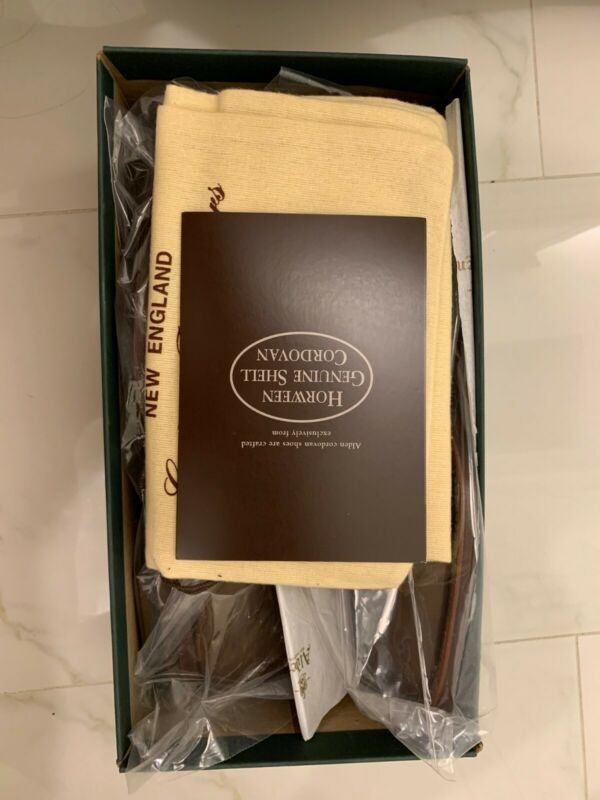 NEW ENGLAND
Alden cordovan shoes are crafted
exclusively from
HORWEEN
GENUINE SHELL
CORDOVAN